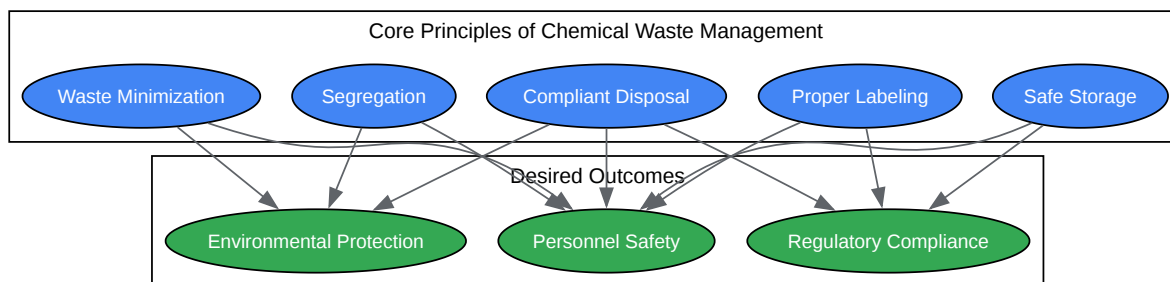 Core Principles of Chemical Waste Management
Waste Minimization
Segregation
Compliant Disposal
Proper Labeling
Safe Storage
Desired Outcomes
Environmental Protection
Personnel Safety
Regulatory Compliance